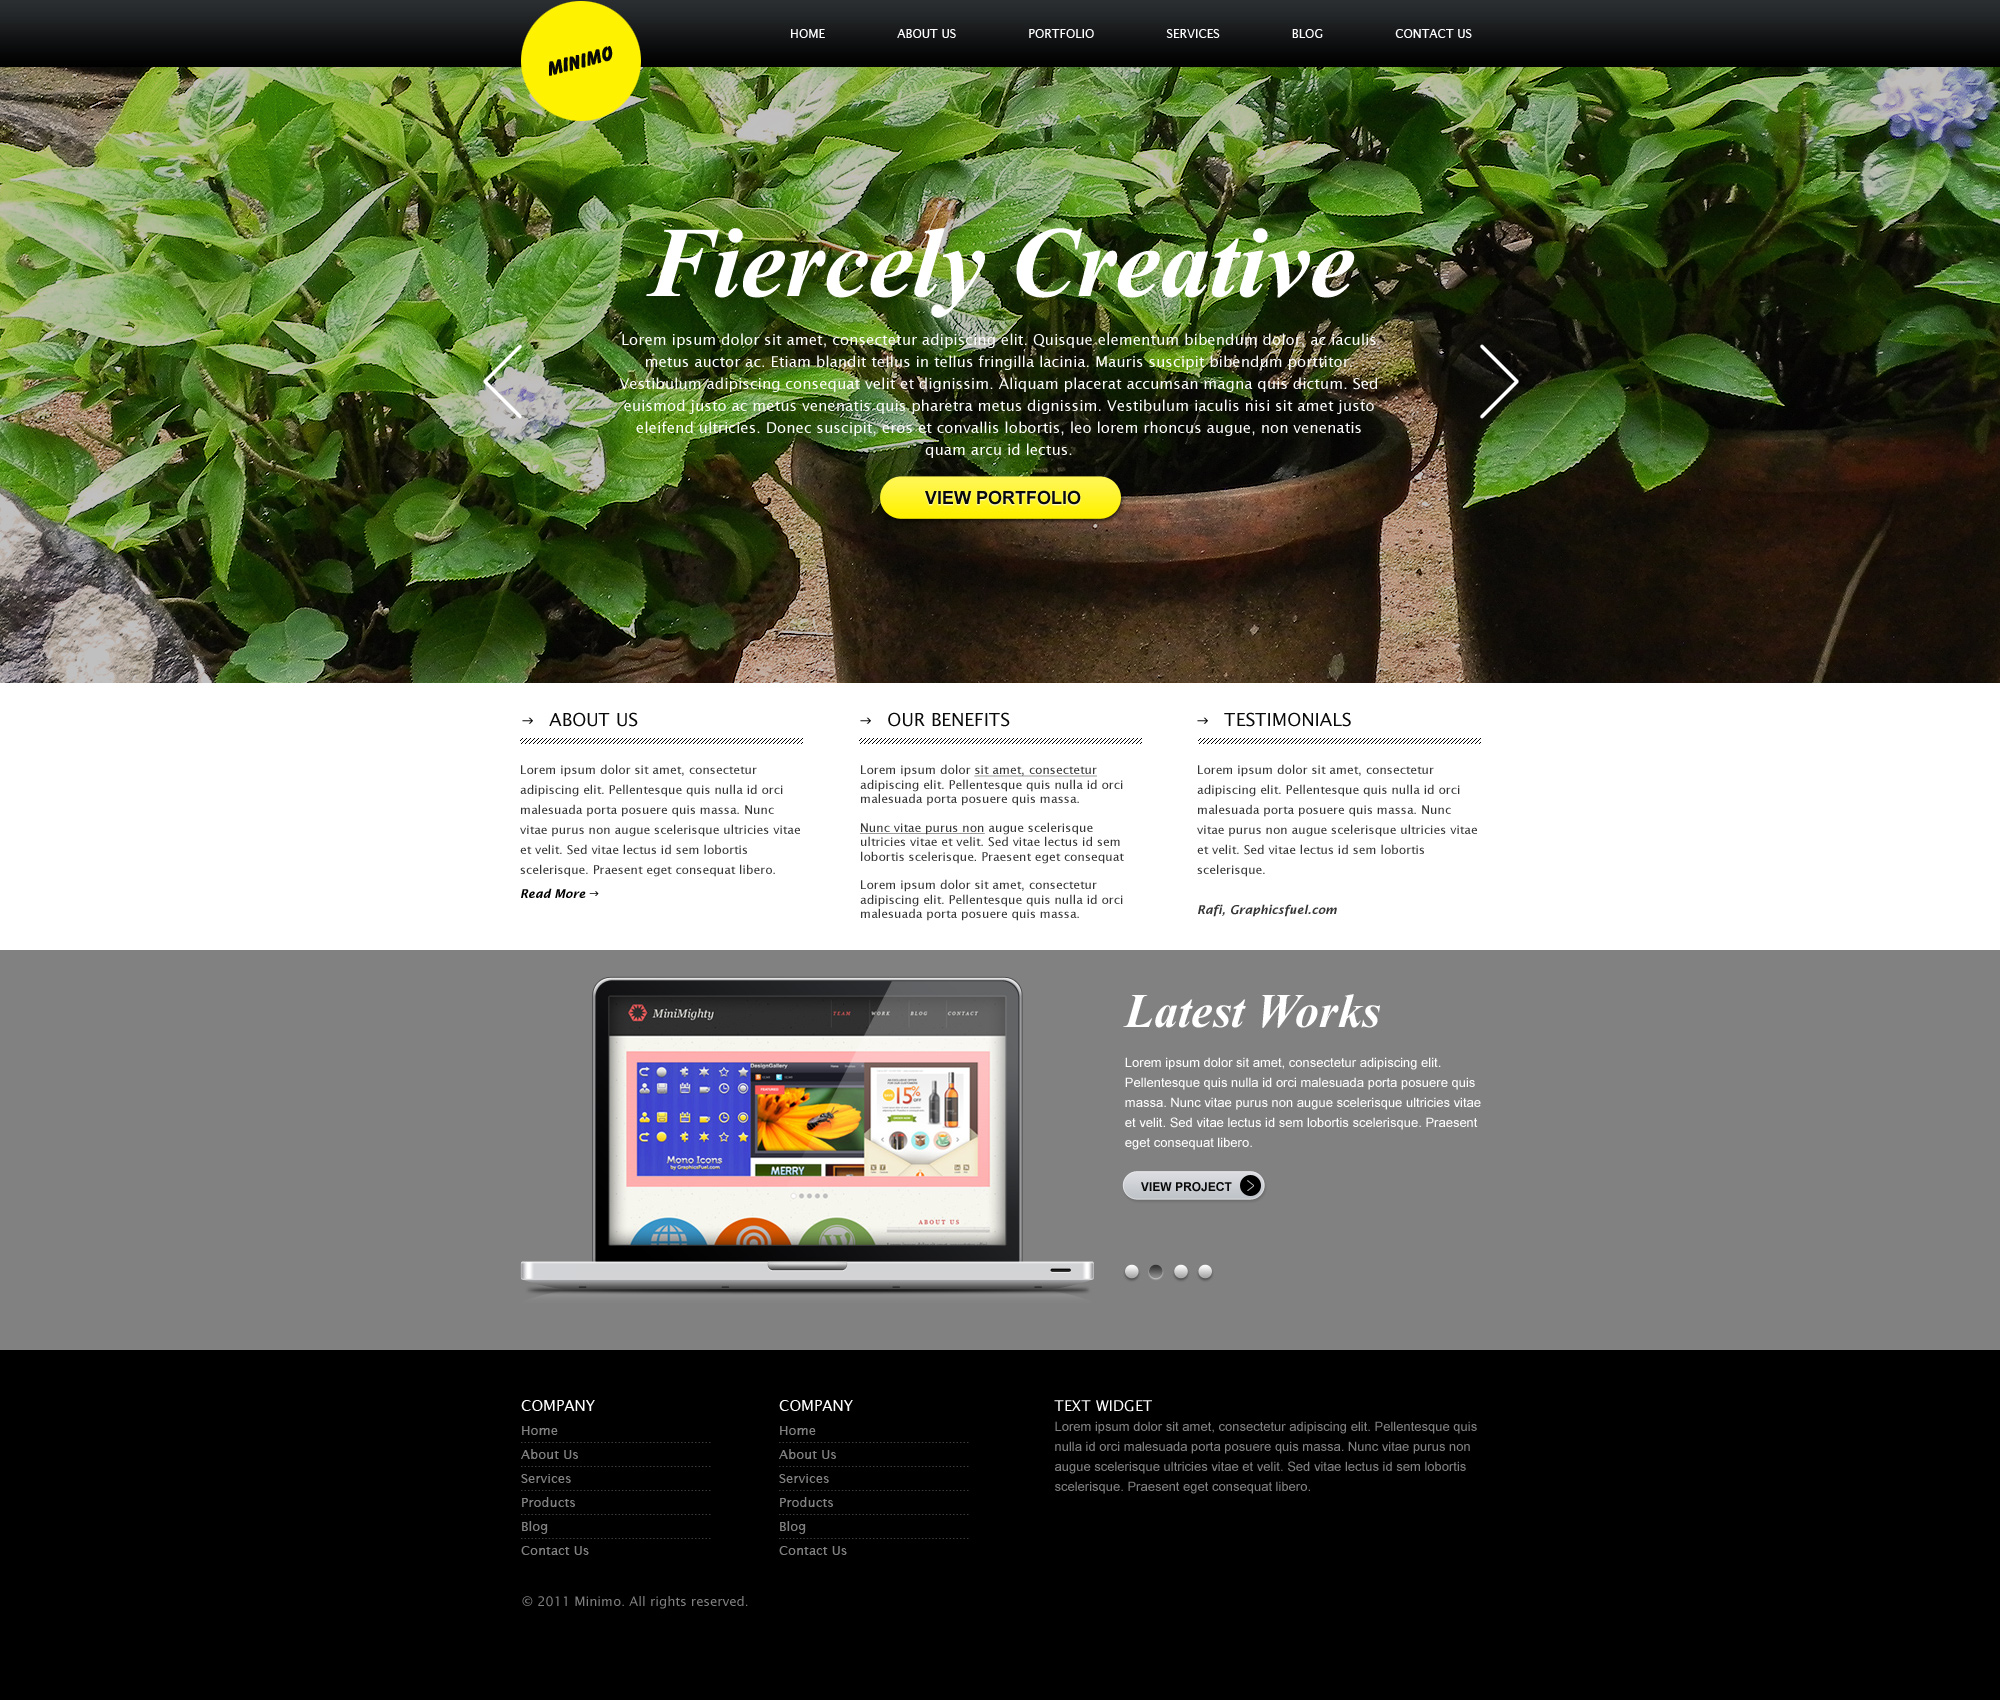 MINIMO
HOME ABOUT US PORTFOLIO SERVICES BLOG CONTACT US
Fiercely Creative
Lorem ipsum dolor sit amet, consectetur adipiscing elit. Quisque elementum bibendum dolor, ac iaculis
metus auctor ac. Etiam blandit tellus in tellus fringilla lacinia. Mauris suscipit bibendum porttitor.
Vestibulum adipiscing consequat velit et dignissim. Aliquam placerat accumsan magna quis dictum. Sed
euismod justo ac metus venenatis quis pharetra metus dignissim. Vestibulum iaculis nisi sit amet justo
eleifend ultricies. Donec suscipit, eros et convallis lobortis, leo lorem rhoncus augue, non venenatis
quam arcu id lectus.
VIEW PORTFOLIO
→ ABOUT US
Lorem ipsum dolor sit amet, consectetur
adipiscing elit. Pellentesque quis nulla id orci
malesuada porta posuere quis massa. Nunc
vitae purus non augue scelerisque ultricies vitae
et velit. Sed vitae lectus id sem lobortis
scelerisque. Praesent eget consequat libero.
Read More →
→ OUR BENEFITS
Lorem ipsum dolor sit amet, consectetur
adipiscing elit. Pellentesque quis nulla id orci
malesuada porta posuere quis massa.
Nunc vitae purus non augue scelerisque
ultricies vitae et velit. Sed vitae lectus id sem
lobortis scelerisque. Praesent eget consequat
Lorem ipsum dolor sit amet, consectetur
adipiscing elit. Pellentesque quis nulla id orci
malesuada porta posuere quis massa.
→ TESTIMONIALS
Lorem ipsum dolor sit amet, consectetur
adipiscing elit. Pellentesque quis nulla id orci
malesuada porta posuere quis massa. Nunc
vitae purus non augue scelerisque ultricies vitae
et velit. Sed vitae lectus id sem lobortis
scelerisque.
Rafi, Graphicsfuel.com
MiniMighty
TEAM WORK BLOG CONTACT
DesignGallery
FEATURED
15% OFF
Mono Icons
by GraphicsFuel.com
MERRY
ABOUT US
Latest Works
Lorem ipsum dolor sit amet, consectetur adipiscing elit.
Pellentesque quis nulla id orci malesuada porta posuere quis
massa. Nunc vitae purus non augue scelerisque ultricies vitae
et velit. Sed vitae lectus id sem lobortis scelerisque. Praesent
eget consequat libero.
VIEW PROJECT
COMPANY
Home
About Us
Services
Products
Blog
Contact Us
COMPANY
Home
About Us
Services
Products
Blog
Contact Us
TEXT WIDGET
Lorem ipsum dolor sit amet, consectetur adipiscing elit. Pellentesque quis
nulla id orci malesuada porta posuere quis massa. Nunc vitae purus non
augue scelerisque ultricies vitae et velit. Sed vitae lectus id sem lobortis
scelerisque. Praesent eget consequat libero.
© 2011 Minimo. All rights reserved.